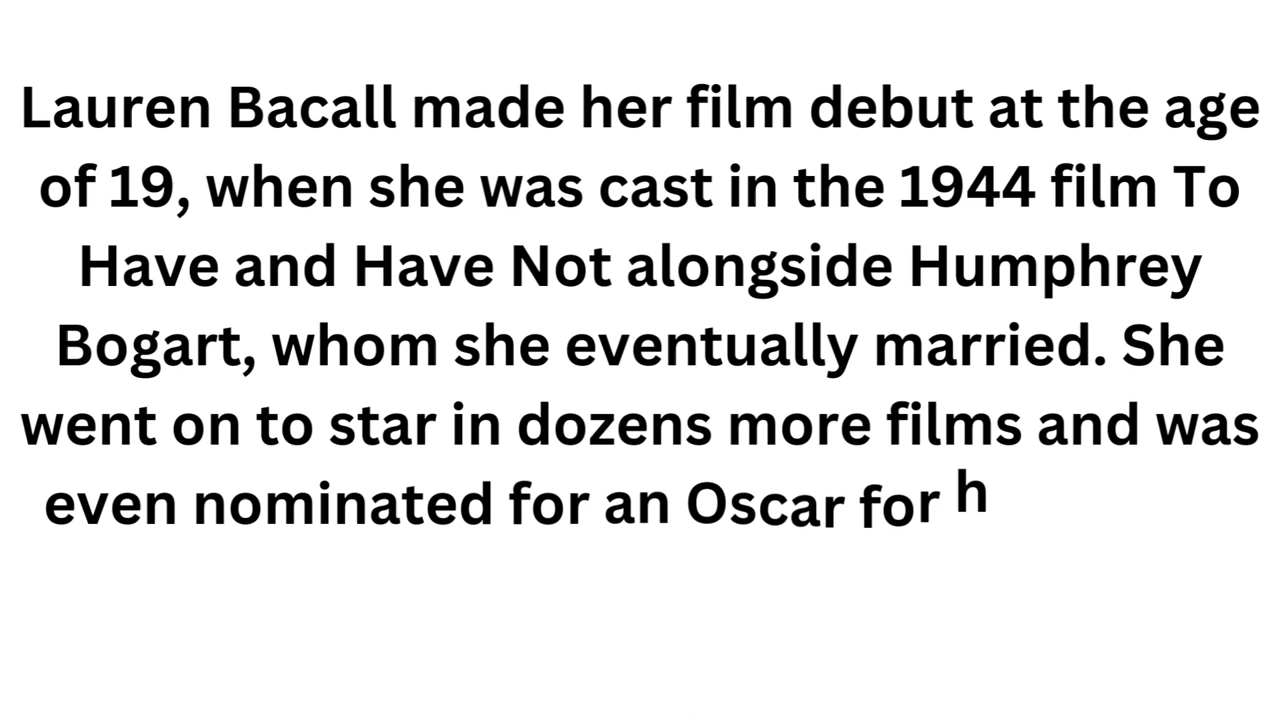 Lauren Bacall made her film debut at the age
of 19, when she was cast in the 1944 film To
Have and Have Not alongside Humphrey
Bogart, whom she eventually married. She
went on to star in dozens more films and was
even nominated for an Oscar for h